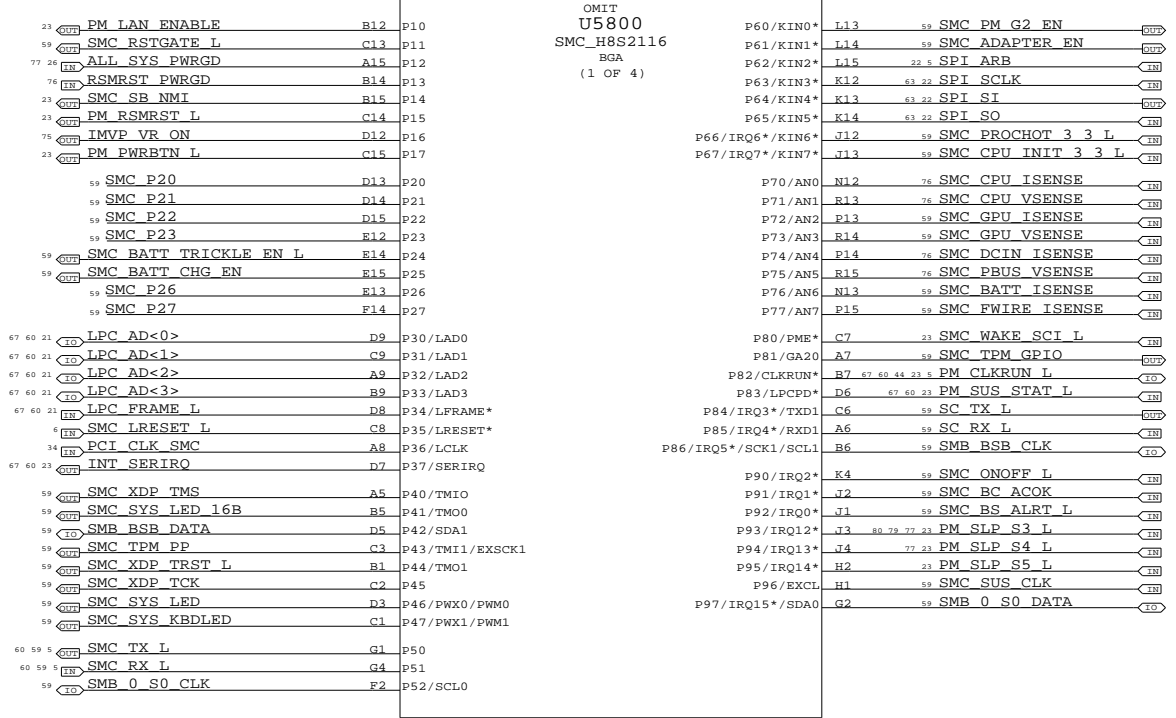 OMIT
U5800
SMC_H8S2116
BGA
(1 OF 4)
23 OUT PM_LAN_ENABLE B12 P10
59 OUT SMC_RSTGATE_L C13 P11
77 26 IN ALL_SYS_PWRGD A15 P12
76 IN RSMRST_PWRGD B14 P13
23 OUT SMC_SB_NMI B15 P14
23 OUT PM_RSMRST_L C14 P15
75 OUT IMVP_VR_ON D12 P16
23 OUT PM_PWRBTN_L C15 P17
59 SMC_P20 D13 P20
59 SMC_P21 D14 P21
59 SMC_P22 D15 P22
59 SMC_P23 E12 P23
59 OUT SMC_BATT_TRICKLE_EN_L E14 P24
59 OUT SMC_BATT_CHG_EN E15 P25
59 SMC_P26 E13 P26
59 SMC_P27 F14 P27
67 60 21 IO LPC_AD<0> D9 P30/LAD0
67 60 21 IO LPC_AD<1> C9 P31/LAD1
67 60 21 IO LPC_AD<2> A9 P32/LAD2
67 60 21 IO LPC_AD<3> B9 P33/LAD3
67 60 21 IN LPC_FRAME_L D8 P34/LFRAME*
6 IN SMC_LRESET_L C8 P35/LRESET*
34 IN PCI_CLK_SMC A8 P36/LCLK
67 60 23 OUT INT_SERIRQ D7 P37/SERIRQ
59 OUT SMC_XDP_TMS A5 P40/TMIO
59 OUT SMC_SYS_LED_16B B5 P41/TMO0
59 IO SMB_BSB_DATA D5 P42/SDA1
59 OUT SMC_TPM_PP C3 P43/TMI1/EXSCK1
59 OUT SMC_XDP_TRST_L B1 P44/TMO1
59 OUT SMC_XDP_TCK C2 P45
59 OUT SMC_SYS_LED D3 P46/PWX0/PWM0
59 OUT SMC_SYS_KBDLED C1 P47/PWX1/PWM1
60 59 5 OUT SMC_TX_L G1 P50
60 59 5 IN SMC_RX_L G4 P51
59 IO SMB_0_S0_CLK F2 P52/SCL0
P60/KIN0* L13 59 SMC_PM_G2_EN OUT
P61/KIN1* L14 59 SMC_ADAPTER_EN OUT
P62/KIN2* L15 22 5 SPI_ARB IN
P63/KIN3* K12 63 22 SPI_SCLK IN
P64/KIN4* K13 63 22 SPI_SI OUT
P65/KIN5* K14 63 22 SPI_SO IN
P66/IRQ6*/KIN6* J12 59 SMC_PROCHOT_3_3_L IN
P67/IRQ7*/KIN7* J13 59 SMC_CPU_INIT_3_3_L IN
P70/AN0 N12 76 SMC_CPU_ISENSE IN
P71/AN1 R13 76 SMC_CPU_VSENSE IN
P72/AN2 P13 59 SMC_GPU_ISENSE IN
P73/AN3 R14 59 SMC_GPU_VSENSE IN
P74/AN4 P14 76 SMC_DCIN_ISENSE IN
P75/AN5 R15 76 SMC_PBUS_VSENSE IN
P76/AN6 N13 59 SMC_BATT_ISENSE IN
P77/AN7 P15 59 SMC_FWIRE_ISENSE IN
P80/PME* C7 23 SMC_WAKE_SCI_L IN
P81/GA20 A7 59 SMC_TPM_GPIO OUT
P82/CLKRUN* B7 67 60 44 23 5 PM_CLKRUN_L IO
P83/LPCPD* D6 67 60 23 PM_SUS_STAT_L IN
P84/IRQ3*/TXD1 C6 59 SC_TX_L OUT
P85/IRQ4*/RXD1 A6 59 SC_RX_L IN
P86/IRQ5*/SCK1/SCL1 B6 59 SMB_BSB_CLK IO
P90/IRQ2* K4 59 SMC_ONOFF_L IN
P91/IRQ1* J2 59 SMC_BC_ACOK IN
P92/IRQ0* J1 59 SMC_BS_ALRT_L IN
P93/IRQ12* J3 80 79 77 23 PM_SLP_S3_L IN
P94/IRQ13* J4 77 23 PM_SLP_S4_L IN
P95/IRQ14* H2 23 PM_SLP_S5_L IN
P96/EXCL H1 59 SMC_SUS_CLK IN
P97/IRQ15*/SDA0 G2 59 SMB_0_S0_DATA IO